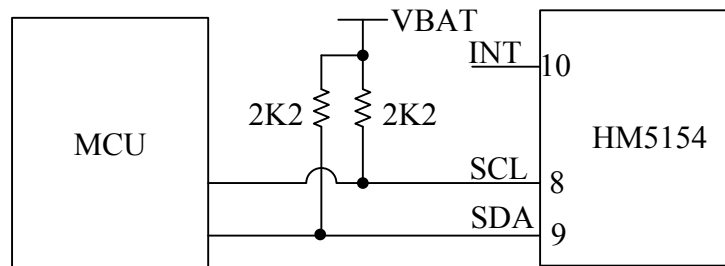 VBAT
INT
10
2K2
2K2
MCU
HM5154
SCL
8
SDA
9